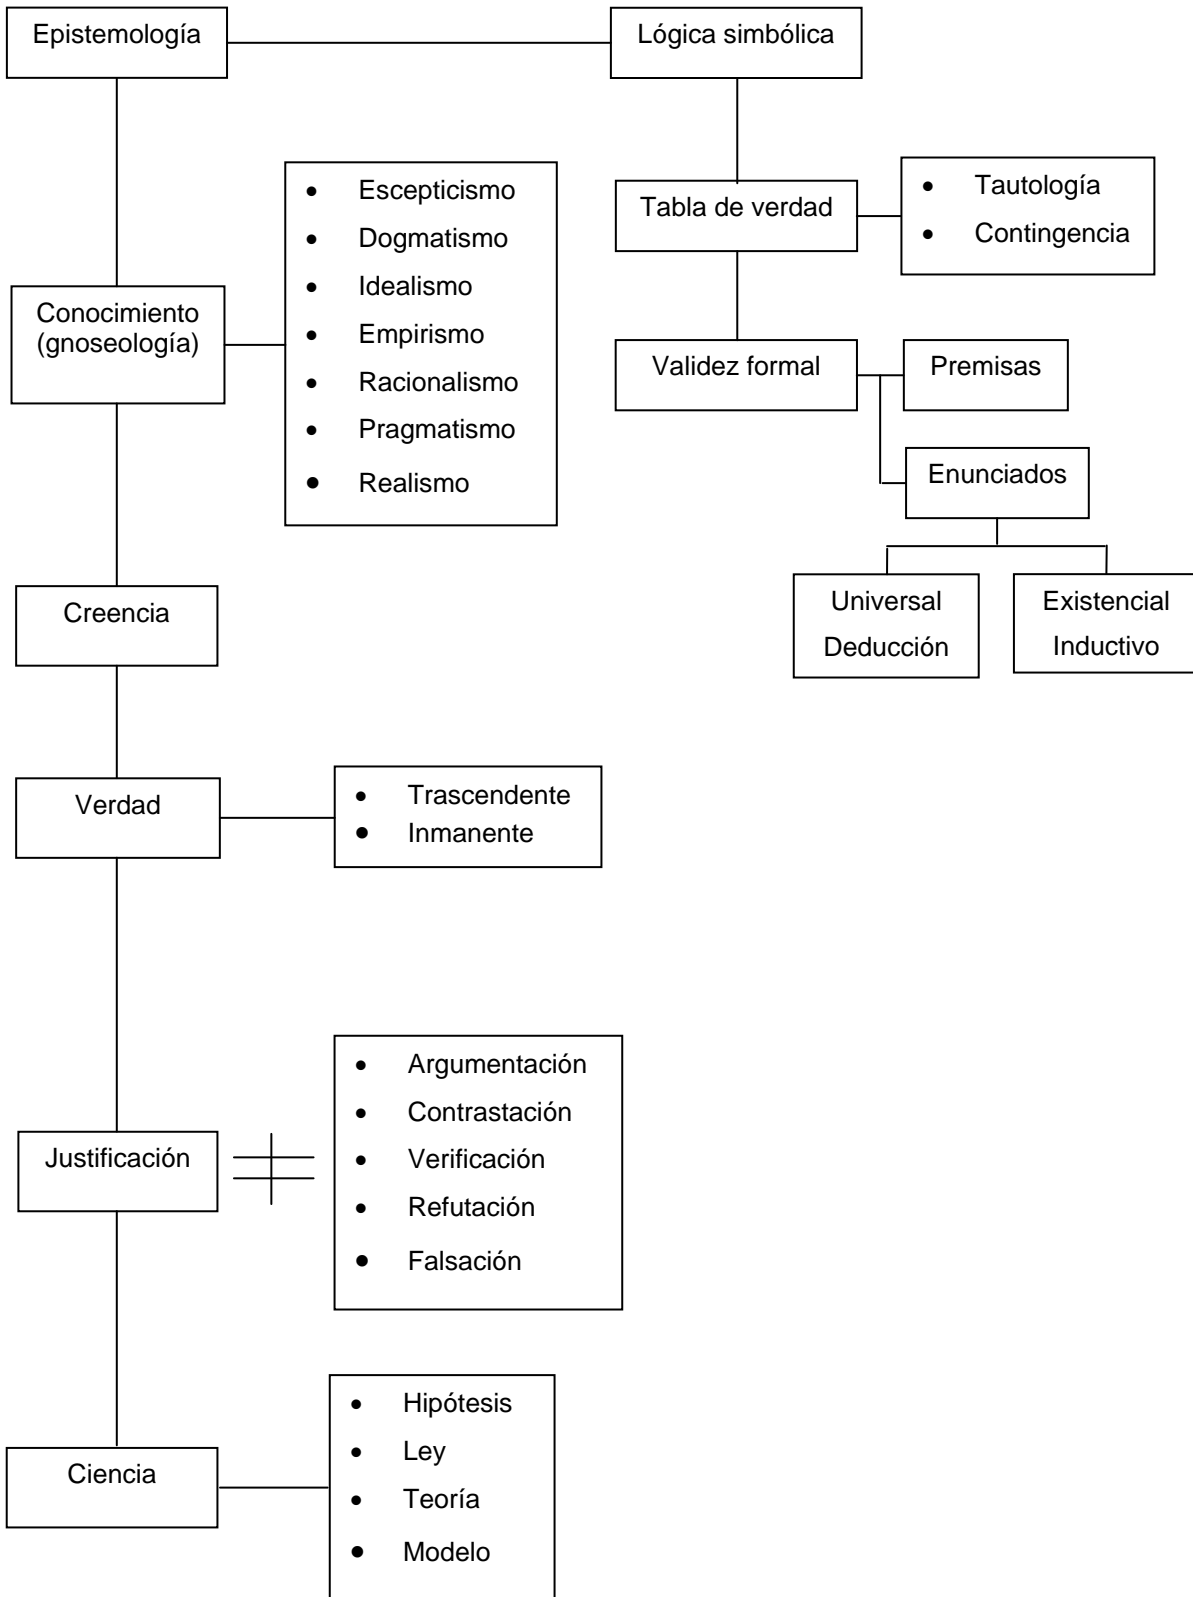 Epistemología
Lógica simbólica
• Escepticismo
• Dogmatismo
• Idealismo
• Empirismo
• Racionalismo
• Pragmatismo
• Realismo
Tabla de verdad
• Tautología
• Contingencia
Conocimiento
(gnoseología)
Validez formal
Premisas
Enunciados
Universal
Deducción
Existencial
Inductivo
Creencia
Verdad
• Trascendente
• Inmanente
Justificación
• Argumentación
• Contrastación
• Verificación
• Refutación
• Falsación
Ciencia
• Hipótesis
• Ley
• Teoría
• Modelo